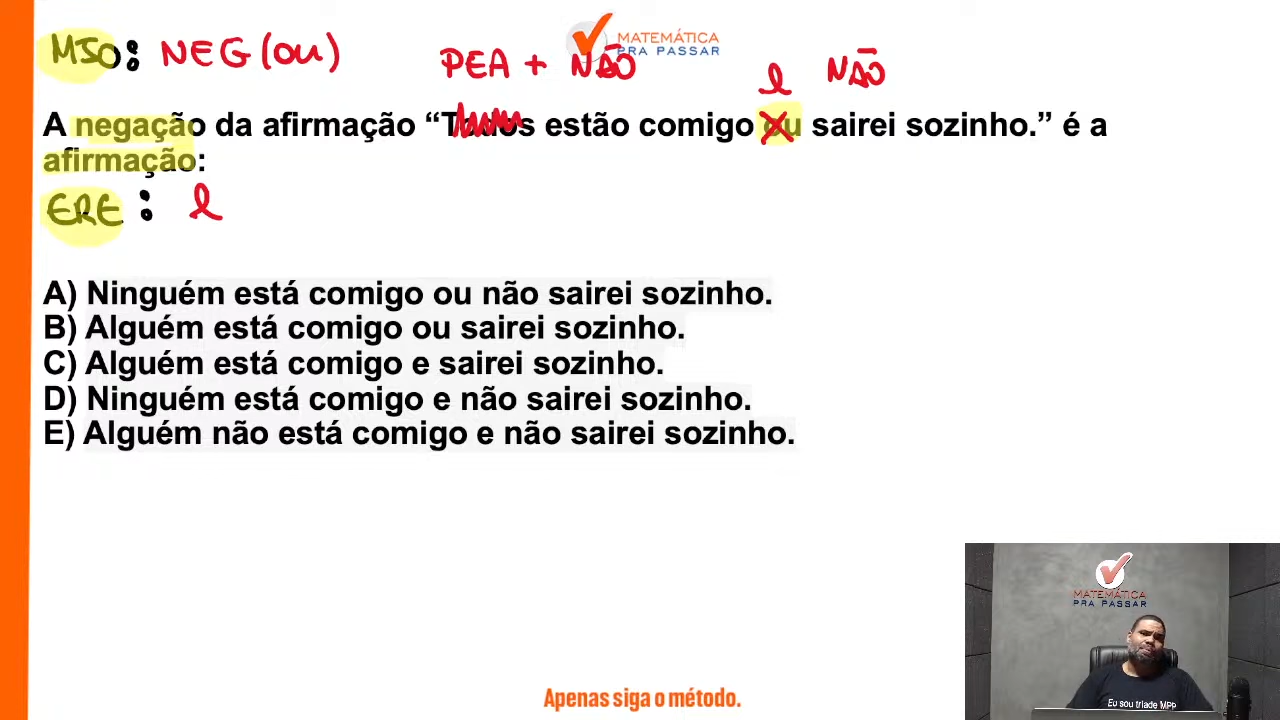 MSO: NEG (OU)
MATEMÁTICA
PRA PASSAR
PEA + NÃO
e NÃO
A negação da afirmação “Todos estão comigo ou sairei sozinho.” é a
afirmação:
ERE : e
A) Ninguém está comigo ou não sairei sozinho.
B) Alguém está comigo ou sairei sozinho.
C) Alguém está comigo e sairei sozinho.
D) Ninguém está comigo e não sairei sozinho.
E) Alguém não está comigo e não sairei sozinho.
MATEMÁTICA
PRA PASSAR
Eu sou tríade MPP
Apenas siga o método.